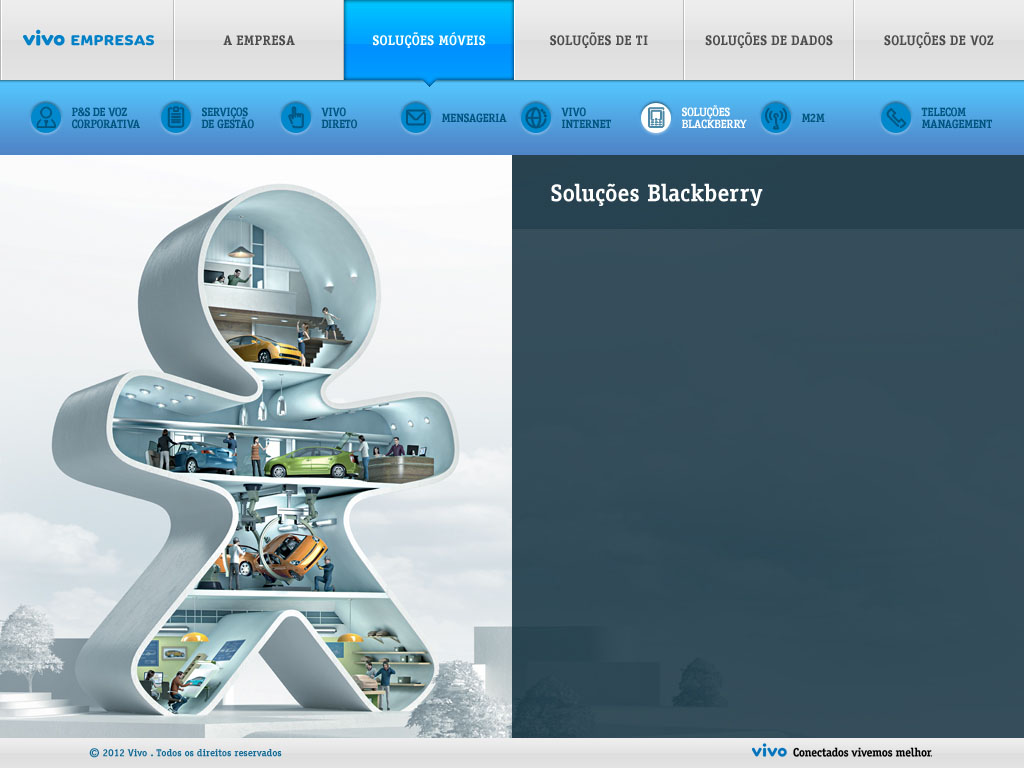 vivo EMPRESAS
A EMPRESA
SOLUÇÕES MÓVEIS
SOLUÇÕES DE TI
SOLUÇÕES DE DADOS
SOLUÇÕES DE VOZ
P&S DE VOZ
CORPORATIVA
SERVIÇOS
DE GESTÃO
VIVO
DIRETO
MENSAGERIA
VIVO
INTERNET
SOLUÇÕES
BLACKBERRY
M2M
TELECOM
MANAGEMENT
Soluções Blackberry
© 2012 Vivo . Todos os direitos reservados
vivo Conectados vivemos melhor.